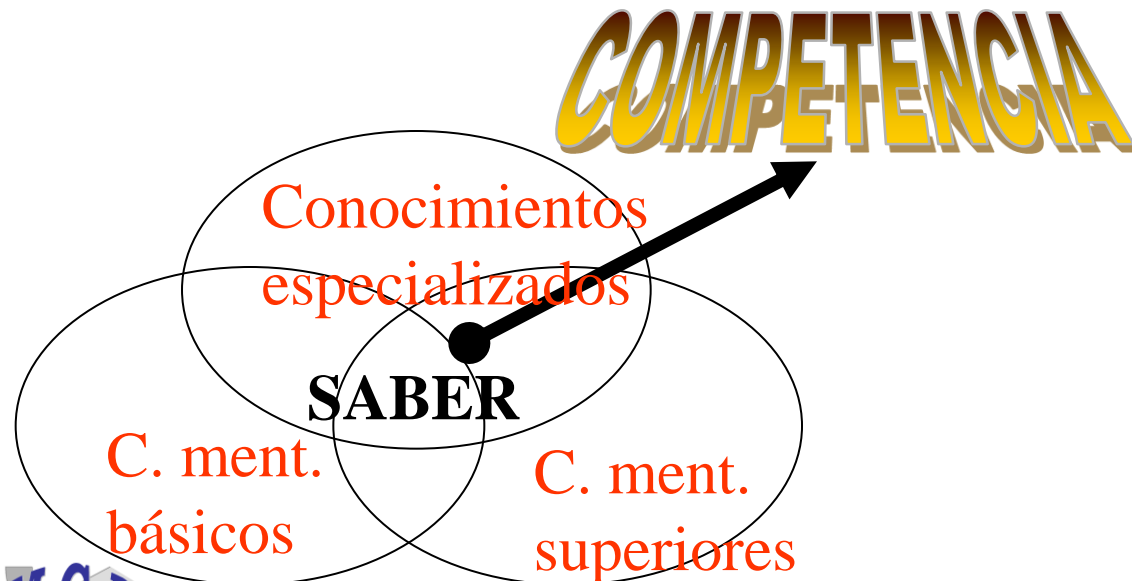 COMPETENCIA
Conocimientos
especializados
SABER
C. ment.
básicos
C. ment.
superiores